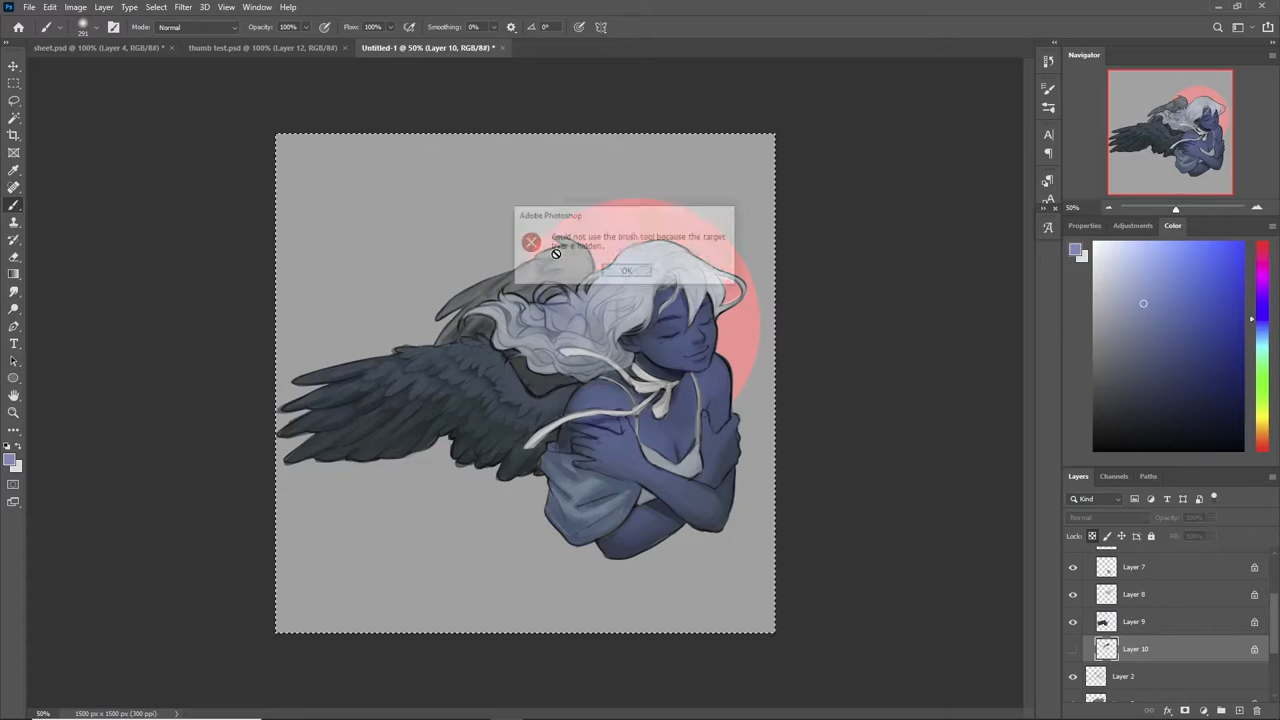 File Edit Image Layer Type Select Filter 3D View Window Help
Mode: Normal Opacity: 100% Flow: 100% Smoothing: 0% 0°
291
sheet.psd @ 100% (Layer 4, RGB/8#) * × thumb test.psd @ 100% (Layer 12, RGB/8#) × Untitled-1 @ 50% (Layer 10, RGB/8#) * ×
Navigator
50%
Properties Adjustments Color
Adobe Photoshop
Could not use the brush tool because the target
layer is hidden.
OK
Layers Channels Paths
Kind
Normal Opacity: 100%
Lock: Fill: 100%
Layer 7
Layer 8
Layer 9
Layer 10
Layer 2
50% 1500 px x 1500 px (300 ppi)